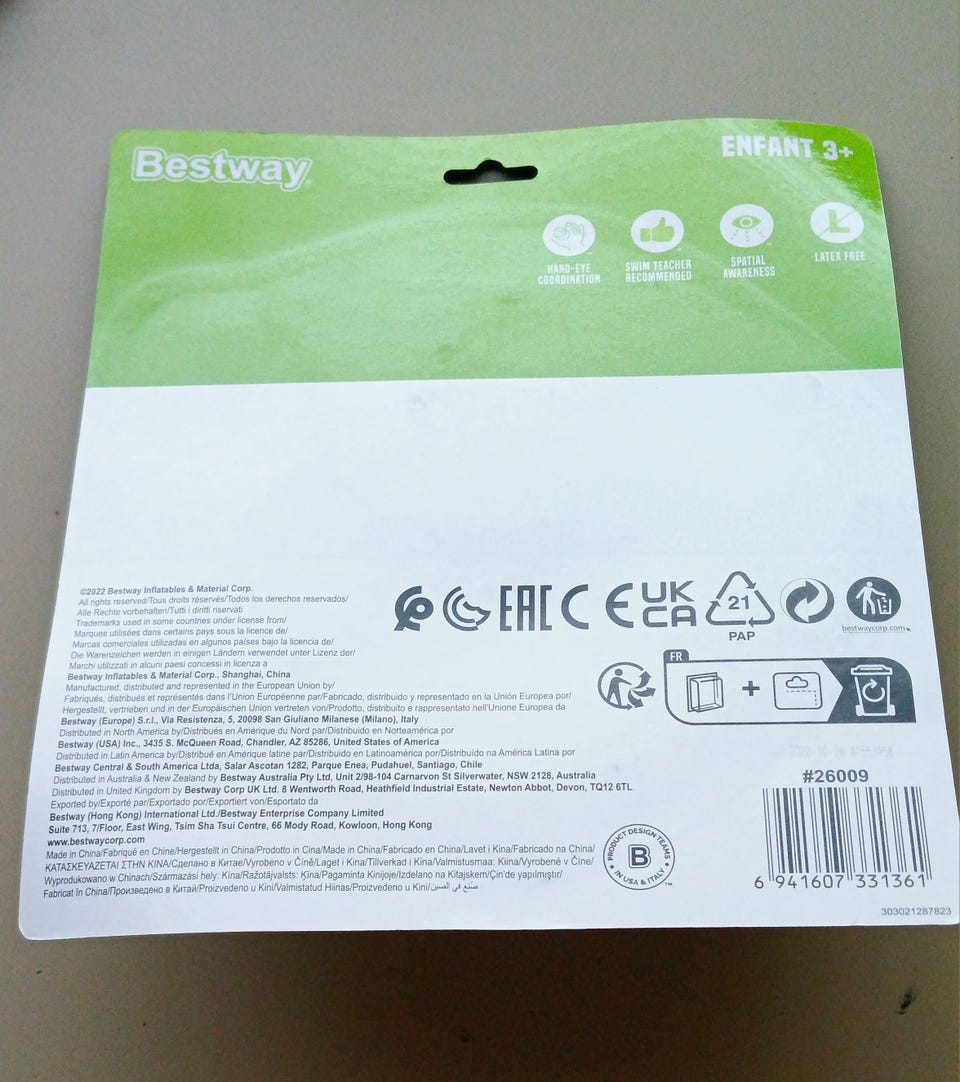 Bestway
ENFANT 3+
HAND-EYE
COORDINATION
SWIM TEACHER
RECOMMENDED
SPATIAL
AWARENESS
LATEX FREE
©2022 Bestway Inflatables & Material Corp.
All rights reserved/Tous droits réservés/Todos los derechos reservados/
Alle Rechte vorbehalten/Tutti i diritti riservati
Trademarks used in some countries under license from/
Marques utilisées dans certains pays sous la licence de/
Marcas comerciales utilizadas en algunos países bajo la licencia de/
Die Warenzeichen werden in einigen Ländern verwendet unter Lizenz der/
Marchi utilizzati in alcuni paesi concessi in licenza a
Bestway Inflatables & Material Corp., Shanghai, China
Manufactured, distributed and represented in the European Union by/
Fabriqués, distribués et représentés dans l'Union Européenne par/Fabricado, distribuido y representado en la Unión Europea por/
Hergestellt, vertrieben und in der Europäischen Union vertreten von/Prodotto, distribuito e rappresentato nell'Unione Europea da
Bestway (Europe) S.r.l., Via Resistenza, 5, 20098 San Giuliano Milanese (Milano), Italy
Distributed in North America by/Distribués en Amérique du Nord par/Distribuido en Norteamérica por
Bestway (USA) Inc., 3435 S. McQueen Road, Chandler, AZ 85286, United States of America
Distributed in Latin America by/Distribué en Amérique latine par/Distribuido en Latinoamérica por/Distribuído na América Latina por
Bestway Central & South America Ltda, Salar Ascotan 1282, Parque Enea, Pudahuel, Santiago, Chile
Distributed in Australia & New Zealand by Bestway Australia Pty Ltd, Unit 2/98-104 Carnarvon St Silverwater, NSW 2128, Australia
Distributed in United Kingdom by Bestway Corp UK Ltd. 8 Wentworth Road, Heathfield Industrial Estate, Newton Abbot, Devon, TQ12 6TL
Exported by/Exporté par/Exportado por/Exportiert von/Esportato da
Bestway (Hong Kong) International Ltd./Bestway Enterprise Company Limited
Suite 713, 7/Floor, East Wing, Tsim Sha Tsui Centre, 66 Mody Road, Kowloon, Hong Kong
www.bestwaycorp.com
Made in China/Fabriqué en Chine/Hergestellt in China/Prodotto in Cina/Made in China/Fabricado en China/Lavet i Kina/Fabricado na China/
ΚΑΤΑΣΚΕΥΑΖΕΤΑΙ ΣΤΗΝ ΚΙΝΑ/Сделано в Китае/Vyrobeno v Číně/Laget i Kina/Tillverkad i Kina/Valmistusmaa: Kiina/Vyrobené v Číne/
Wyprodukowano w Chinach/Származási hely: Kína/Ražotājvalsts: Ķīna/Pagaminta Kinijoje/Izdelano na Kitajskem/Çin'de yapılmıştır/
Fabricat în China/Произведено в Китай/Proizvedeno u Kini/Valmistatud Hiinas/Proizvedeno u Kini/صُنع في الصين
EAC
CE
UK
CA
21
PAP
bestwaycorp.com
FR
+
#26009
PRODUCT DESIGN TEAMS
B
IN USA & ITALY
6 941607 331361
303021287823